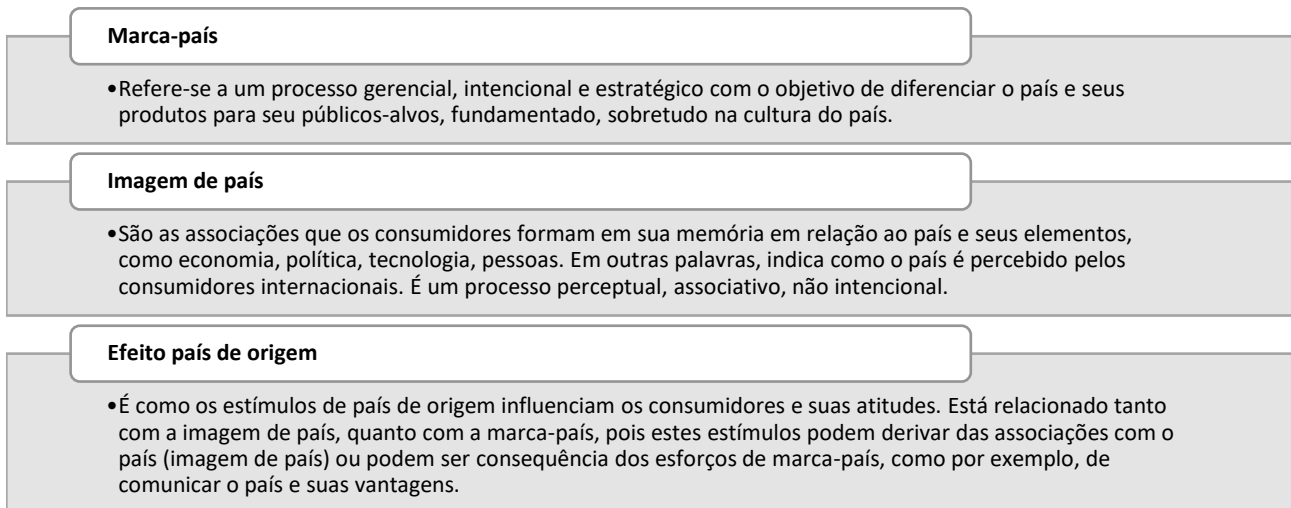 Marca-país
•Refere-se a um processo gerencial, intencional e estratégico com o objetivo de diferenciar o país e seus
produtos para seu públicos-alvos, fundamentado, sobretudo na cultura do país.
Imagem de país
•São as associações que os consumidores formam em sua memória em relação ao país e seus elementos,
como economia, política, tecnologia, pessoas. Em outras palavras, indica como o país é percebido pelos
consumidores internacionais. É um processo perceptual, associativo, não intencional.
Efeito país de origem
•É como os estímulos de país de origem influenciam os consumidores e suas atitudes. Está relacionado tanto
com a imagem de país, quanto com a marca-país, pois estes estímulos podem derivar das associações com o
país (imagem de país) ou podem ser consequência dos esforços de marca-país, como por exemplo, de
comunicar o país e suas vantagens.